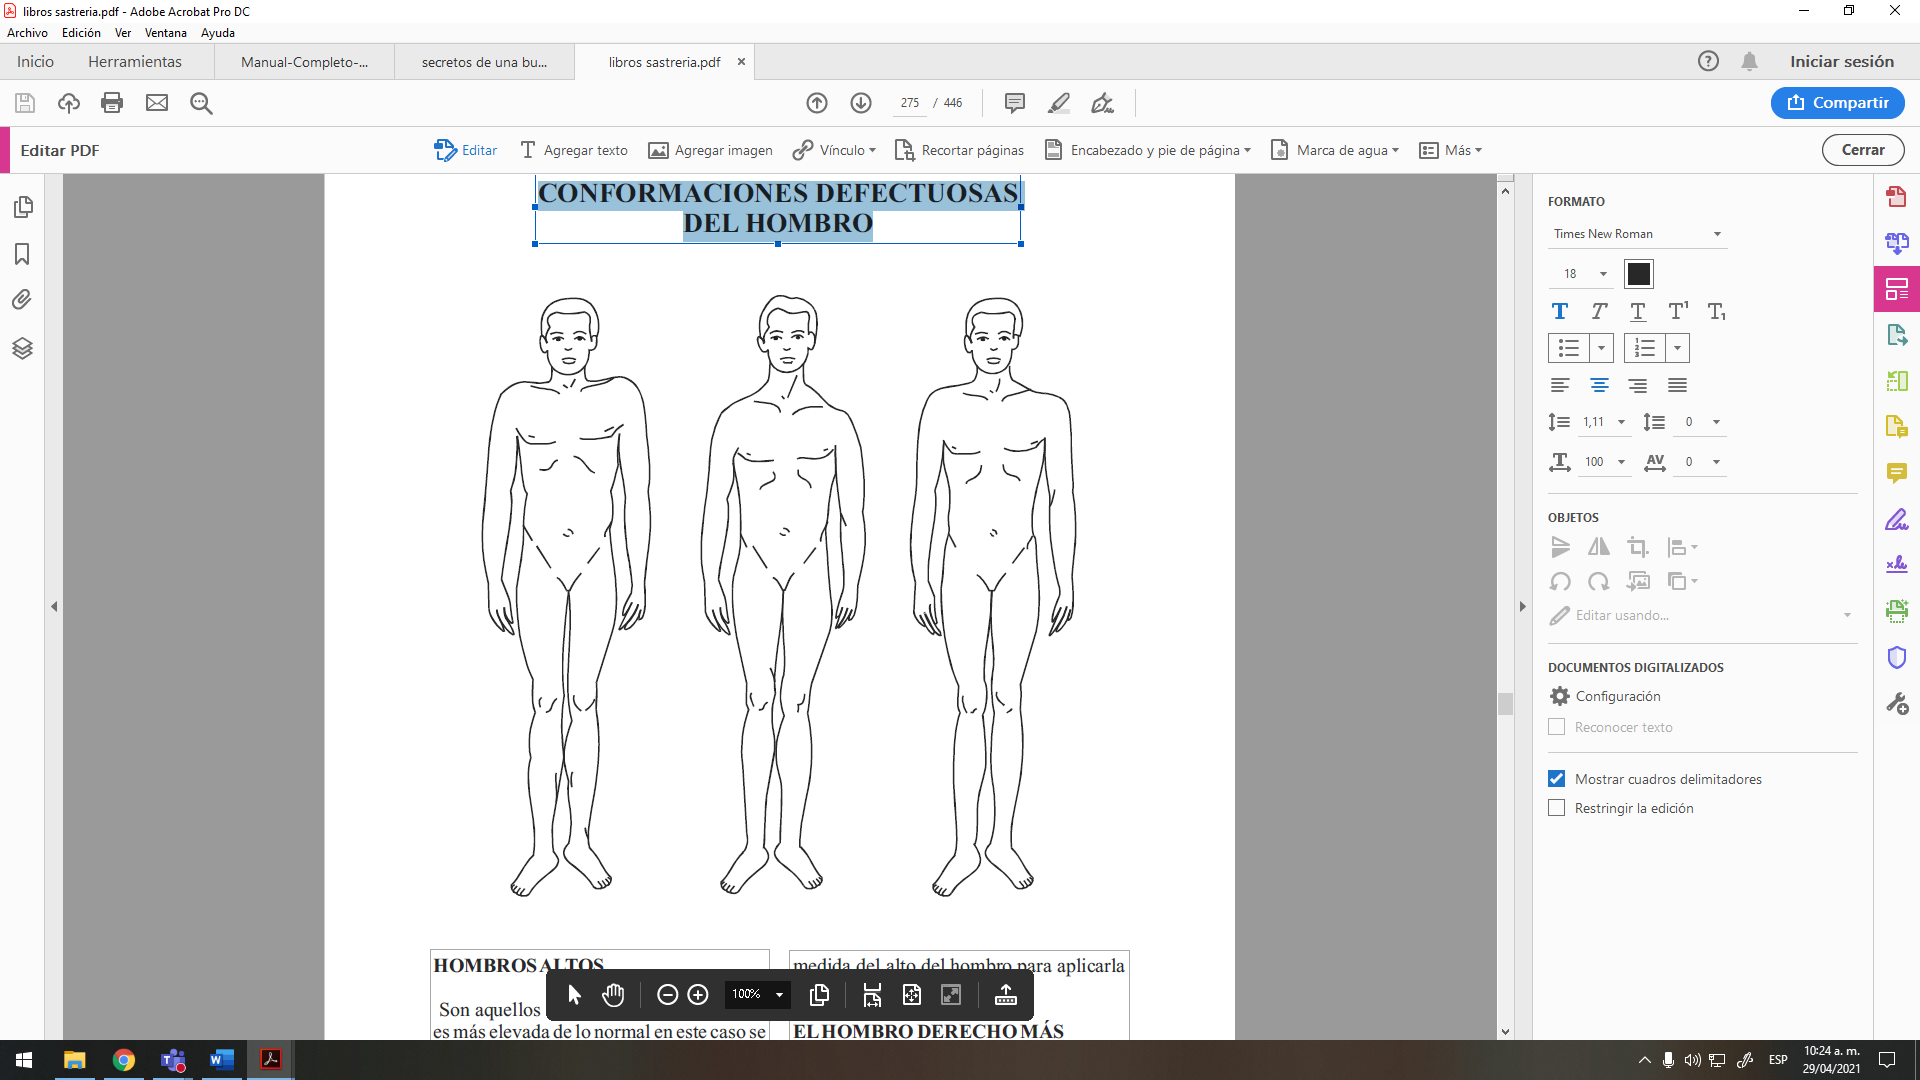 libros sastreria.pdf - Adobe Acrobat Pro DC
Archivo Edición Ver Ventana Ayuda
Inicio Herramientas Manual-Completo-... secretos de una bu... libros sastreria.pdf Iniciar sesión
275 / 446 Compartir
Editar PDF Editar Agregar texto Agregar imagen Vínculo Recortar páginas Encabezado y pie de página Marca de agua Más Cerrar
CONFORMACIONES DEFECTUOSAS
DEL HOMBRO
HOMBROS ALTOS
Son aquellos
es más elevada de lo normal en este caso se
medida del alto del hombro para aplicarla
EL HOMBRO DERECHO MÁS
100%
FORMATO
Times New Roman
18
1,11 0
100 0
OBJETOS
Editar usando...
DOCUMENTOS DIGITALIZADOS
Configuración
Reconocer texto
Mostrar cuadros delimitadores
Restringir la edición
ESP
10:24 a. m.
29/04/2021